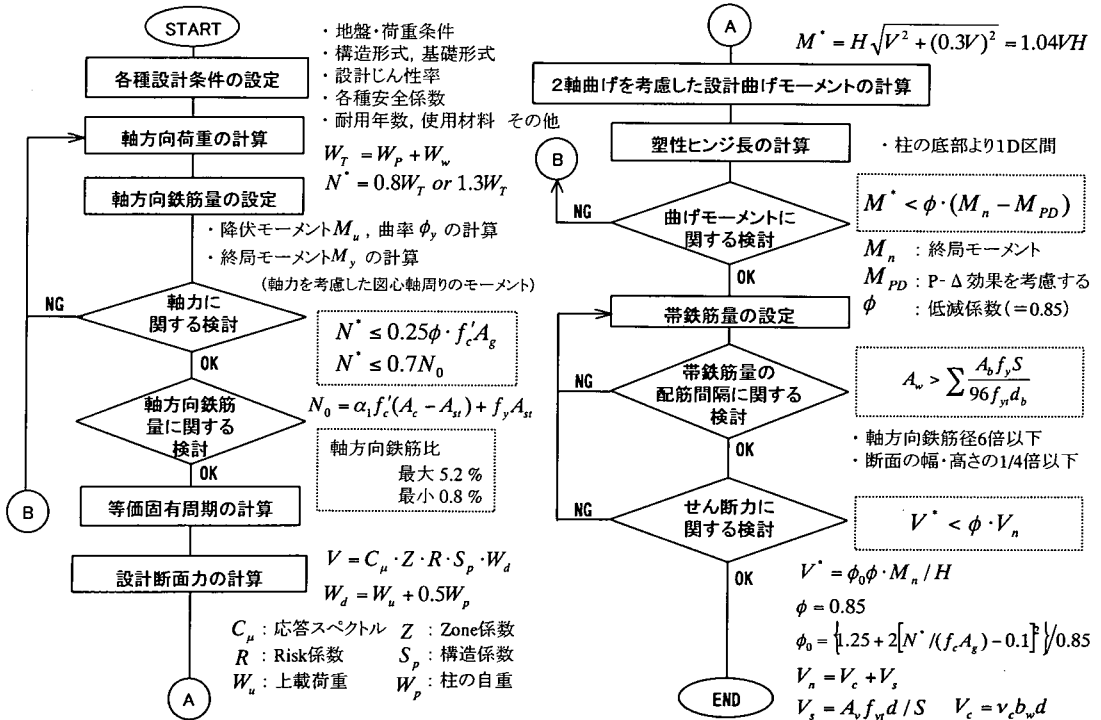 START
・地盤・荷重条件
・構造形式, 基礎形式
・設計じん性率
・各種安全係数
・耐用年数, 使用材料 その他
各種設計条件の設定
軸方向荷重の計算
W_T = W_P + W_w
N^* = 0.8W_T or 1.3W_T
軸方向鉄筋量の設定
・降伏モーメントM_u , 曲率 φ_y の計算
・終局モーメントM_y の計算
(軸力を考慮した図心軸周りのモーメント)
NG
軸力に
関する検討
N^* ≤ 0.25φ・f_c′A_g
N^* ≤ 0.7N_0
OK
軸方向鉄筋
量に関する
検討
N_0 = α_1f_c′(A_c − A_st) + f_yA_st
軸方向鉄筋比
最大 5.2 %
最小 0.8 %
OK
B
等価固有周期の計算
設計断面力の計算
V = C_μ・Z・R・S_p・W_d
W_d = W_u + 0.5W_p
C_μ : 応答スペクトル Z : Zone係数
R : Risk係数 S_p : 構造係数
W_u : 上載荷重 W_p : 柱の自重
A
A
M^* = H√(V^2 + (0.3V)^2) = 1.04VH
2軸曲げを考慮した設計曲げモーメントの計算
塑性ヒンジ長の計算
・柱の底部より1D区間
B
NG
曲げモーメントに
関する検討
M^* < φ・(M_n − M_PD)
M_n : 終局モーメント
M_PD : P-Δ効果を考慮する
φ : 低減係数(=0.85)
OK
帯鉄筋量の設定
NG
帯鉄筋量の
配筋間隔に関する
検討
A_w > ∑ A_b f_y S / 96 f_yt d_b
・軸方向鉄筋径6倍以下
・断面の幅・高さの1/4倍以下
OK
NG
せん断力に
関する検討
V^* < φ・V_n
OK
V^* = φ_0φ・M_n / H
φ = 0.85
φ_0 = {1.25 + 2[N^*/(f_cA_g) − 0.1]^2}/0.85
V_n = V_c + V_s
V_s = A_v f_yt d / S V_c = v_c b_w d
END